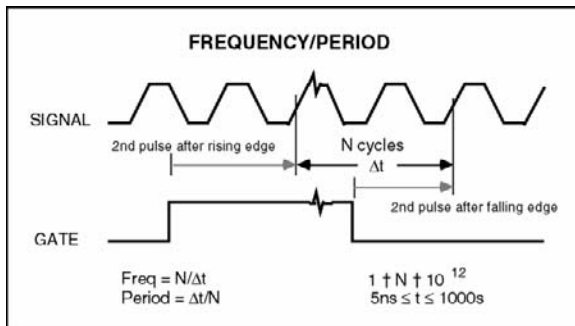 FREQUENCY/PERIOD
SIGNAL
2nd pulse after rising edge
N cycles
Δt
2nd pulse after falling edge
GATE
Freq = N/Δt
Period = Δt/N
1 † N † 10 12
5ns ≤ t ≤ 1000s